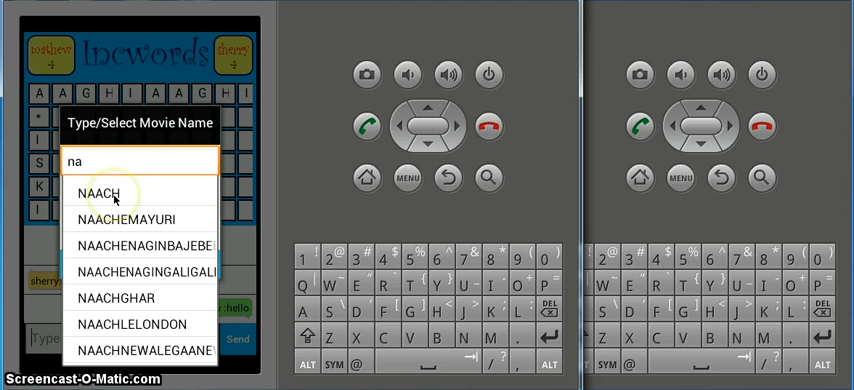 mathew
4
Incwords
sherry
4
A A G H I A A G H I
*
I
S
K
I
Type/Select Movie Name
na
NAACH
NAACHEMAYURI
NAACHENAGINBAJEBE
NAACHENAGINGALIGALI
NAACHGHAR
NAACHLELONDON
NAACHNEWALEGAANE
sherry
:hello
Type
Send
MENU
1 ! 2 @ 3 # 4 $ 5 % 6 ^ 7 & 8 * 9 ( 0 )
Q | W ~ E " R ` T { Y } U _ I - O + P =
A S \ D ' F [ G ] H < J > K ; L : DEL
Z X C V B N M .
ALT SYM @ / ? , ALT
MENU
1 ! 2 @ 3 # 4 $ 5 % 6 ^ 7 & 8 * 9 ( 0 )
Q | W ~ E " R ` T { Y } U _ I - O + P =
A S \ D ' F [ G ] H < J > K ; L : DEL
Z X C V B N M .
ALT SYM @ / ? , ALT
Screencast-O-Matic.com